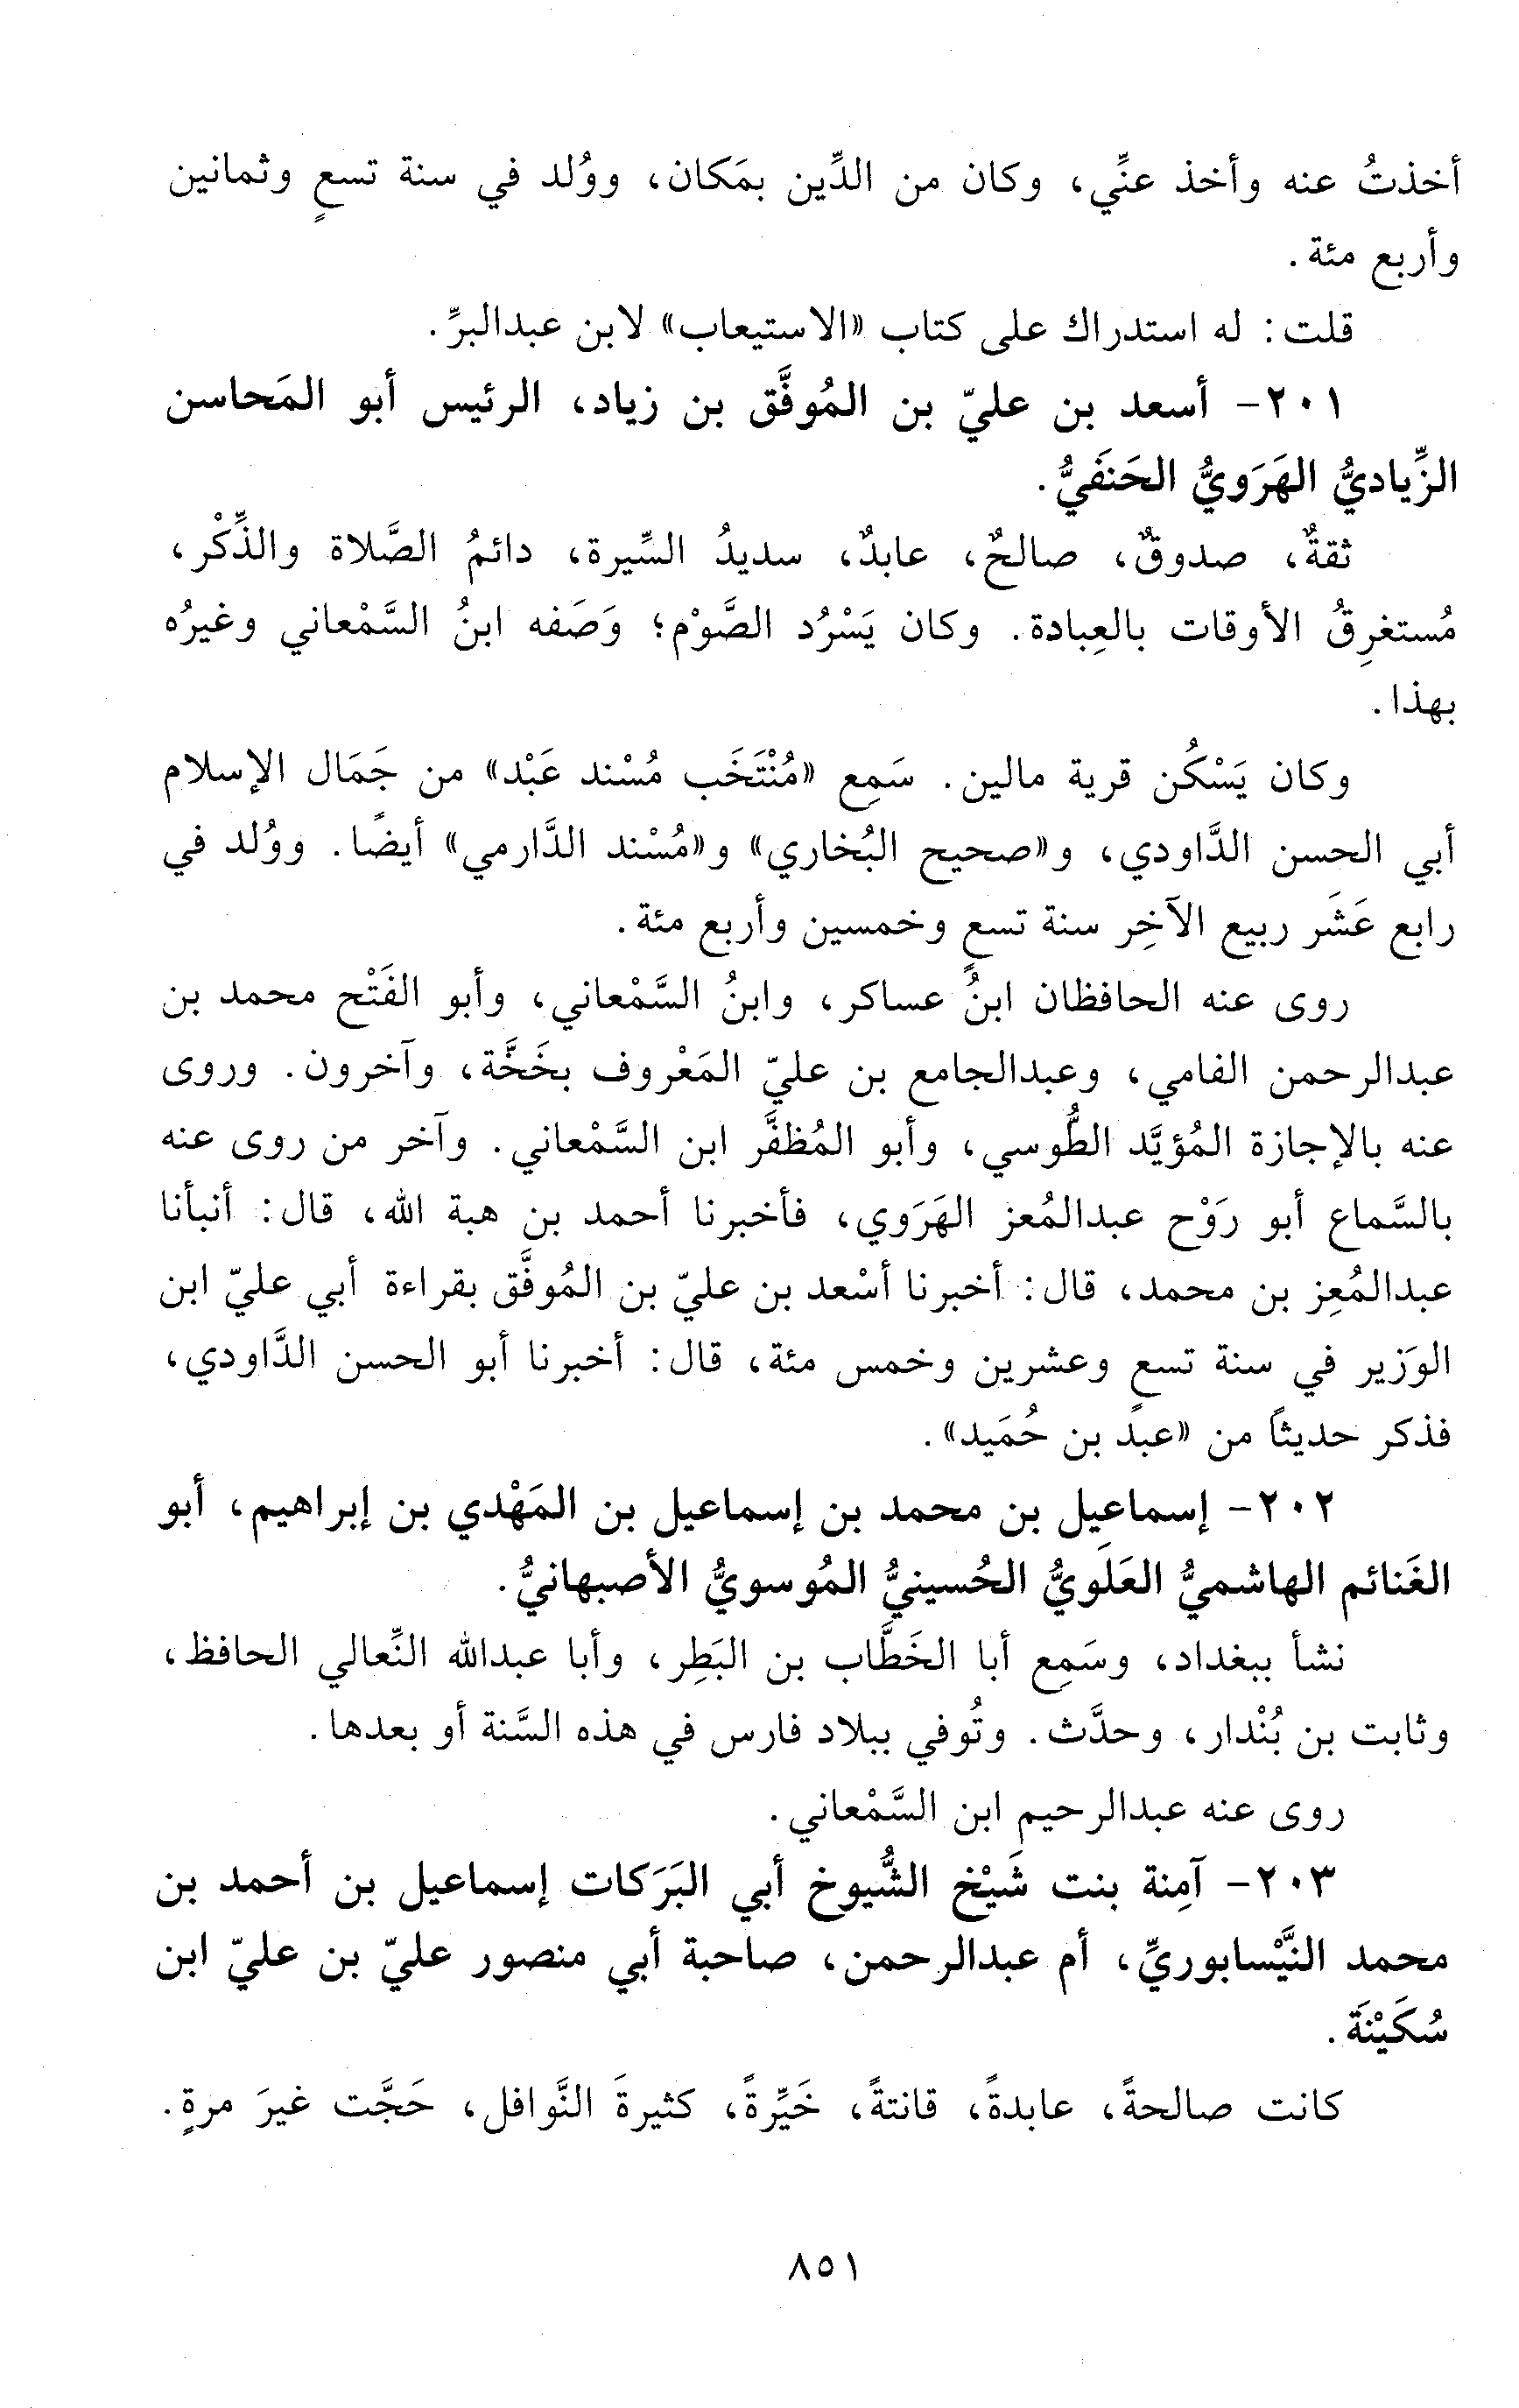 أخذتُ عنه وأخذ عنِّي، وكان من الدِّين بمَكان، ووُلد في سنة تسعٍ وثمانين
وأربع مئة.
قلت: له استدراك على كتاب «الاستيعاب» لابن عبدالبرِّ.
٢٠١- أسعد بن عليّ بن المُوفَّق بن زياد، الرئيس أبو المَحاسن
الزِّياديُّ الهَرَويُّ الحَنفَيُّ.
ثقةٌ، صدوقٌ، صالحٌ، عابدٌ، سديدُ السِّيرة، دائمُ الصَّلاة والذِّكْر،
مُستغرِقُ الأوقات بالعِبادة. وكان يَسْرُد الصَّوْم؛ وَصَفه ابنُ السَّمْعاني وغيرُه
بهذا.
وكان يَسْكُن قرية مالين. سَمِع «مُنْتَخَب مُسْند عَبْد» من جَمَال الإسلام
أبي الحسن الدَّاودي، و«صحيح البُخاري» و«مُسْند الدَّارمي» أيضًا. ووُلد في
رابع عَشَر ربيع الآخِر سنة تسعٍ وخمسين وأربع مئة.
روى عنه الحافظان ابنُ عساكر، وابنُ السَّمْعاني، وأبو الفَتْح محمد بن
عبدالرحمن الفامي، وعبدالجامع بن عليّ المَعْروف بخَخَّة، وآخرون. وروى
عنه بالإجازة المُؤيَّد الطُّوسي، وأبو المُظفَّر ابن السَّمْعاني. وآخر من روى عنه
بالسَّماع أبو رَوْح عبدالمُعز الهَرَوي، فأخبرنا أحمد بن هبة الله، قال: أنبأنا
عبدالمُعِز بن محمد، قال: أخبرنا أسْعد بن عليّ بن المُوفَّق بقراءة أبي عليّ ابن
الوَزير في سنة تسعٍ وعشرين وخمس مئة، قال: أخبرنا أبو الحسن الدَّاودي،
فذكر حديثاً من «عبد بن حُمَيد».
٢٠٢- إسماعيل بن محمد بن إسماعيل بن المَهْدي بن إبراهيم، أبو
الغَنائم الهاشميُّ العَلَويُّ الحُسينيُّ المُوسويُّ الأصبهانيُّ.
نشأ ببغداد، وسَمِع أبا الخَطَّاب بن البَطِر، وأبا عبدالله النِّعالي الحافظ،
وثابت بن بُنْدار، وحدَّث. وتُوفي ببلاد فارس في هذه السَّنة أو بعدها.
روى عنه عبدالرحيم ابن السَّمْعاني.
٢٠٣- آمِنة بنت شَيْخ الشُّيوخ أبي البَرَكات إسماعيل بن أحمد بن
محمد النَّيْسابوريِّ، أم عبدالرحمن، صاحبة أبي منصور عليّ بن عليّ ابن
سُكَيْنَة.
كانت صالحةً، عابدةً، قانتةً، خَيِّرةً، كثيرةَ النَّوافل، حَجَّت غيرَ مرةٍ.
٨٥١